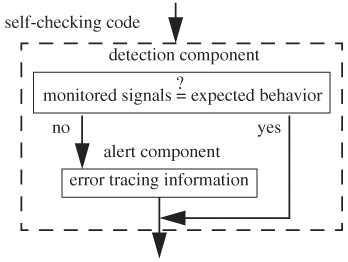 self-checking code
detection component
?
monitored signals = expected behavior
no
yes
alert component
error tracing information